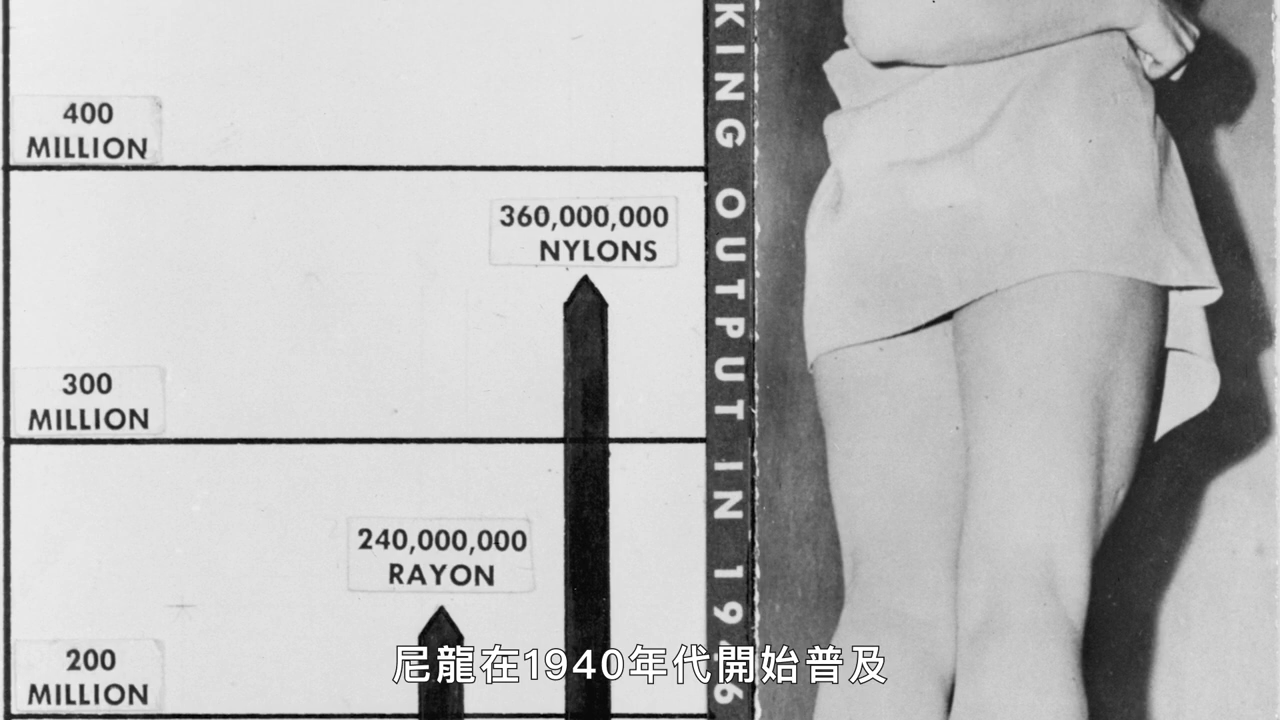 400
MILLION
360,000,000
NYLONS
300
MILLION
240,000,000
RAYON
200
MILLION
KING OUTPUT IN 1946
尼龍在1940年代開始普及